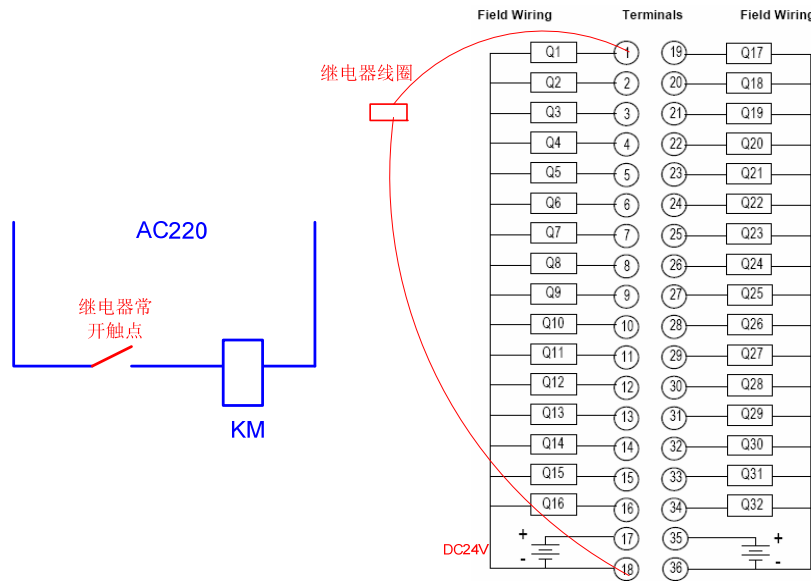 Field Wiring Terminals Field Wiring
继电器线圈
AC220
继电器常
开触点
KM
Q1 1 19 Q17
Q2 2 20 Q18
Q3 3 21 Q19
Q4 4 22 Q20
Q5 5 23 Q21
Q6 6 24 Q22
Q7 7 25 Q23
Q8 8 26 Q24
Q9 9 27 Q25
Q10 10 28 Q26
Q11 11 29 Q27
Q12 12 30 Q28
Q13 13 31 Q29
Q14 14 32 Q30
Q15 15 33 Q31
Q16 16 34 Q32
+ 17 35 +
DC24V
- 18 36 -